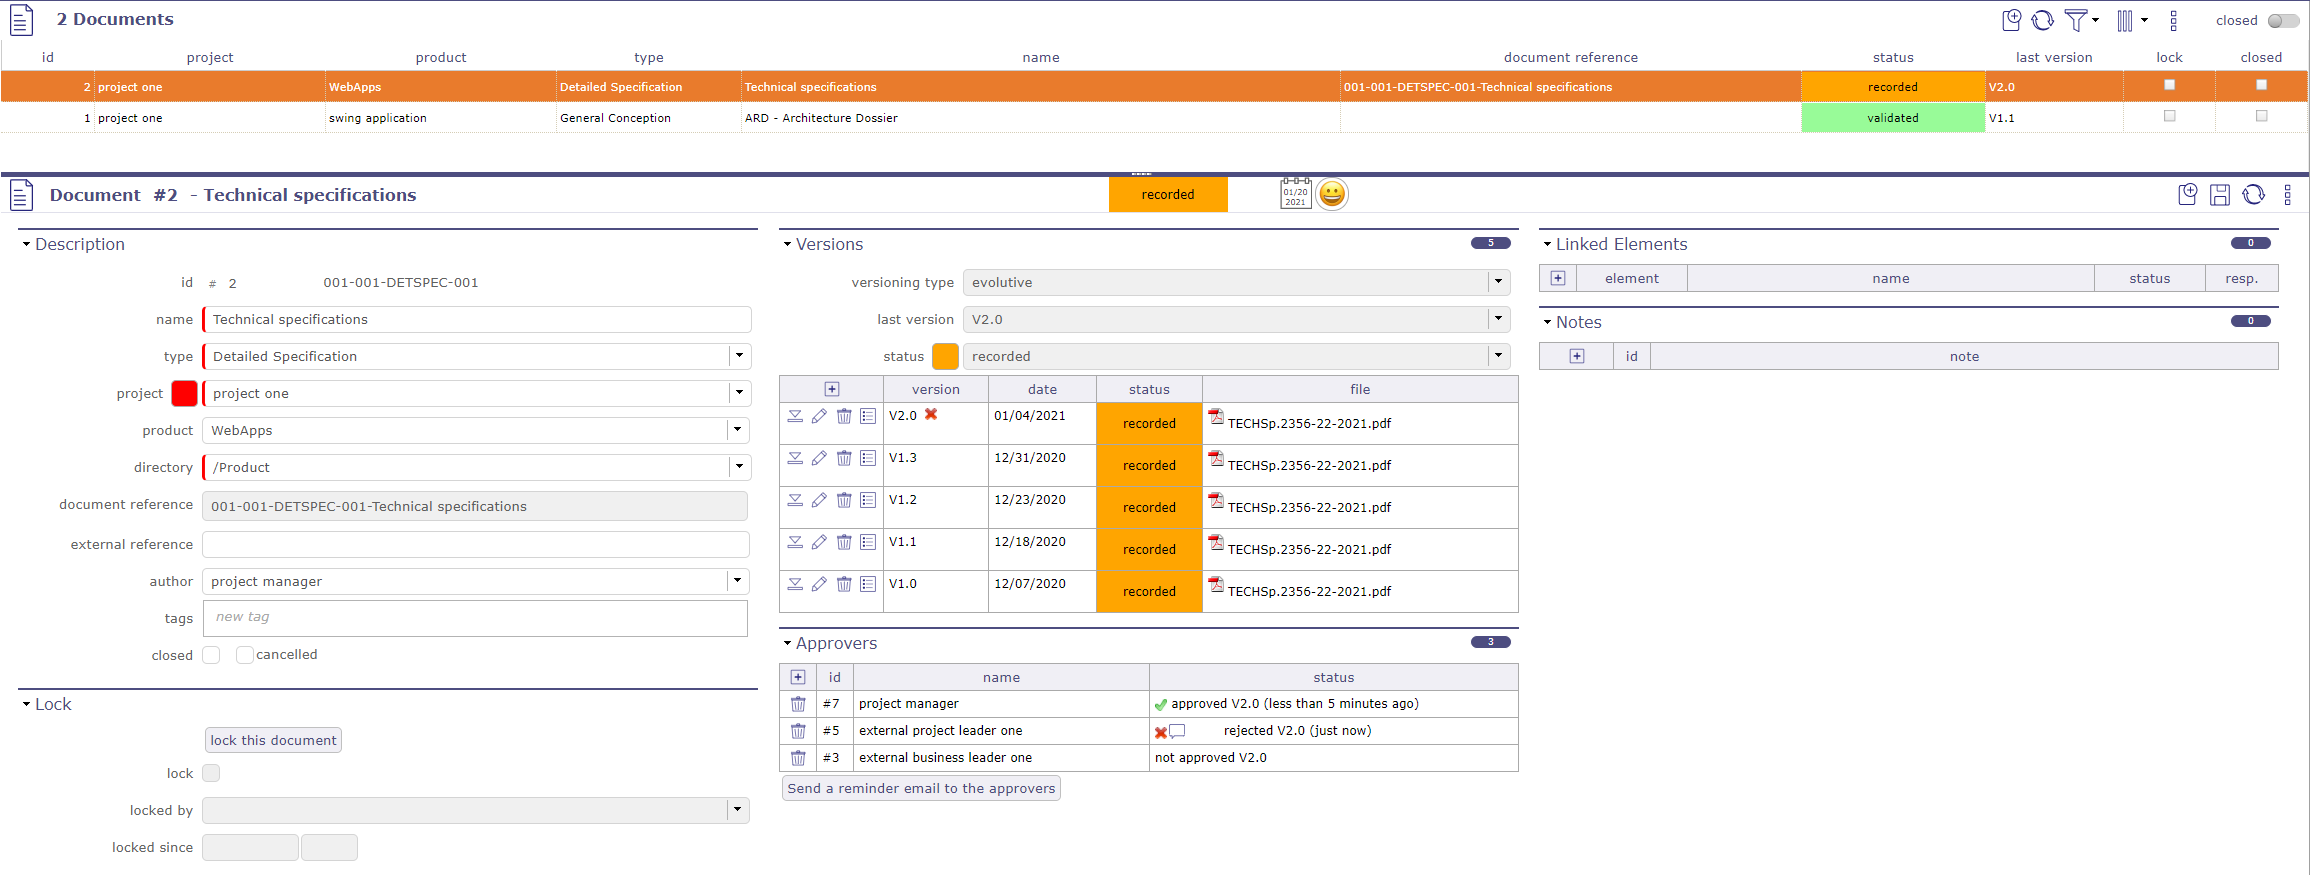 2 Documents
closed
id project product type name document reference status last version lock closed
2 project one WebApps Detailed Specification Technical specifications 001-001-DETSPEC-001-Technical specifications recorded V2.0
1 project one swing application General Conception ARD - Architecture Dossier validated V1.1
Document #2 - Technical specifications
recorded
01/20
2021
Description
id # 2 001-001-DETSPEC-001
name Technical specifications
type Detailed Specification
project project one
product WebApps
directory /Product
document reference 001-001-DETSPEC-001-Technical specifications
external reference
author project manager
tags new tag
closed cancelled
Lock
lock this document
lock
locked by
locked since
Versions 5
versioning type evolutive
last version V2.0
status recorded
version date status file
V2.0 01/04/2021 recorded TECHSp.2356-22-2021.pdf
V1.3 12/31/2020 recorded TECHSp.2356-22-2021.pdf
V1.2 12/23/2020 recorded TECHSp.2356-22-2021.pdf
V1.1 12/18/2020 recorded TECHSp.2356-22-2021.pdf
V1.0 12/07/2020 recorded TECHSp.2356-22-2021.pdf
Approvers 3
id name status
#7 project manager approved V2.0 (less than 5 minutes ago)
#5 external project leader one rejected V2.0 (just now)
#3 external business leader one not approved V2.0
Send a reminder email to the approvers
Linked Elements 0
element name status resp.
Notes 0
id note